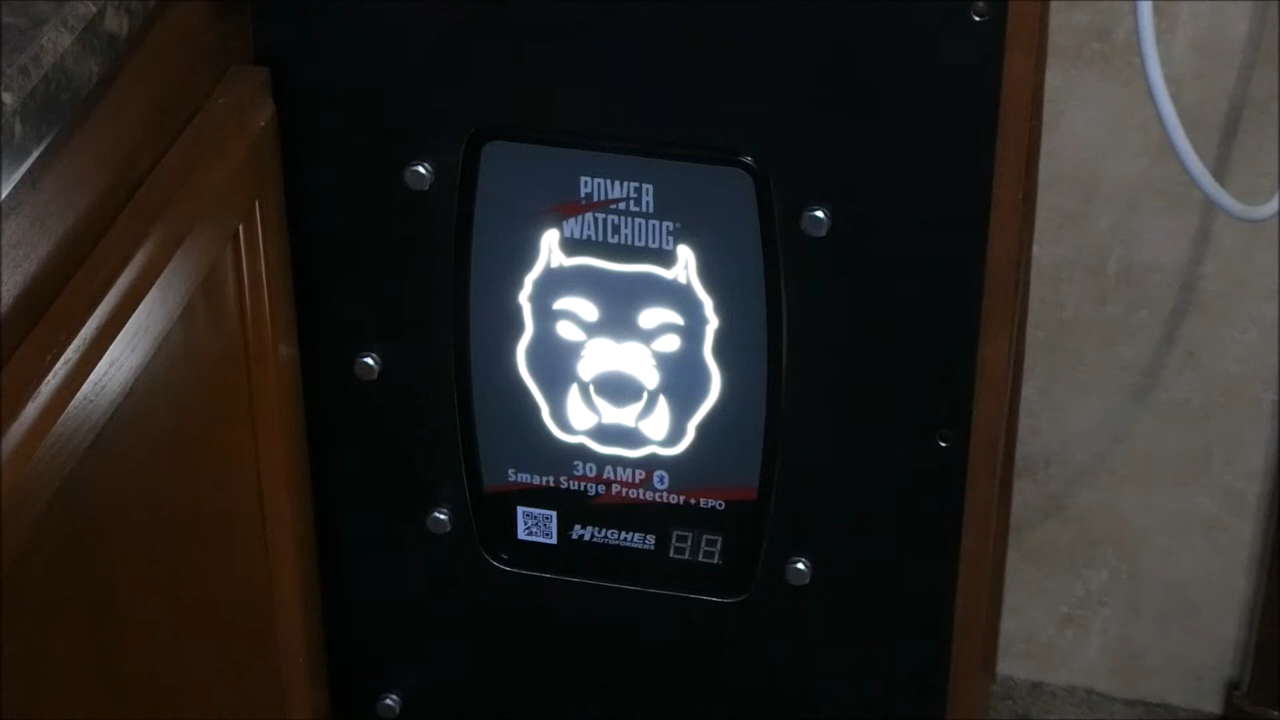 POWER
WATCHDOG®
30 AMP
Smart Surge Protector + EPO
HUGHES
AUTOFORMERS